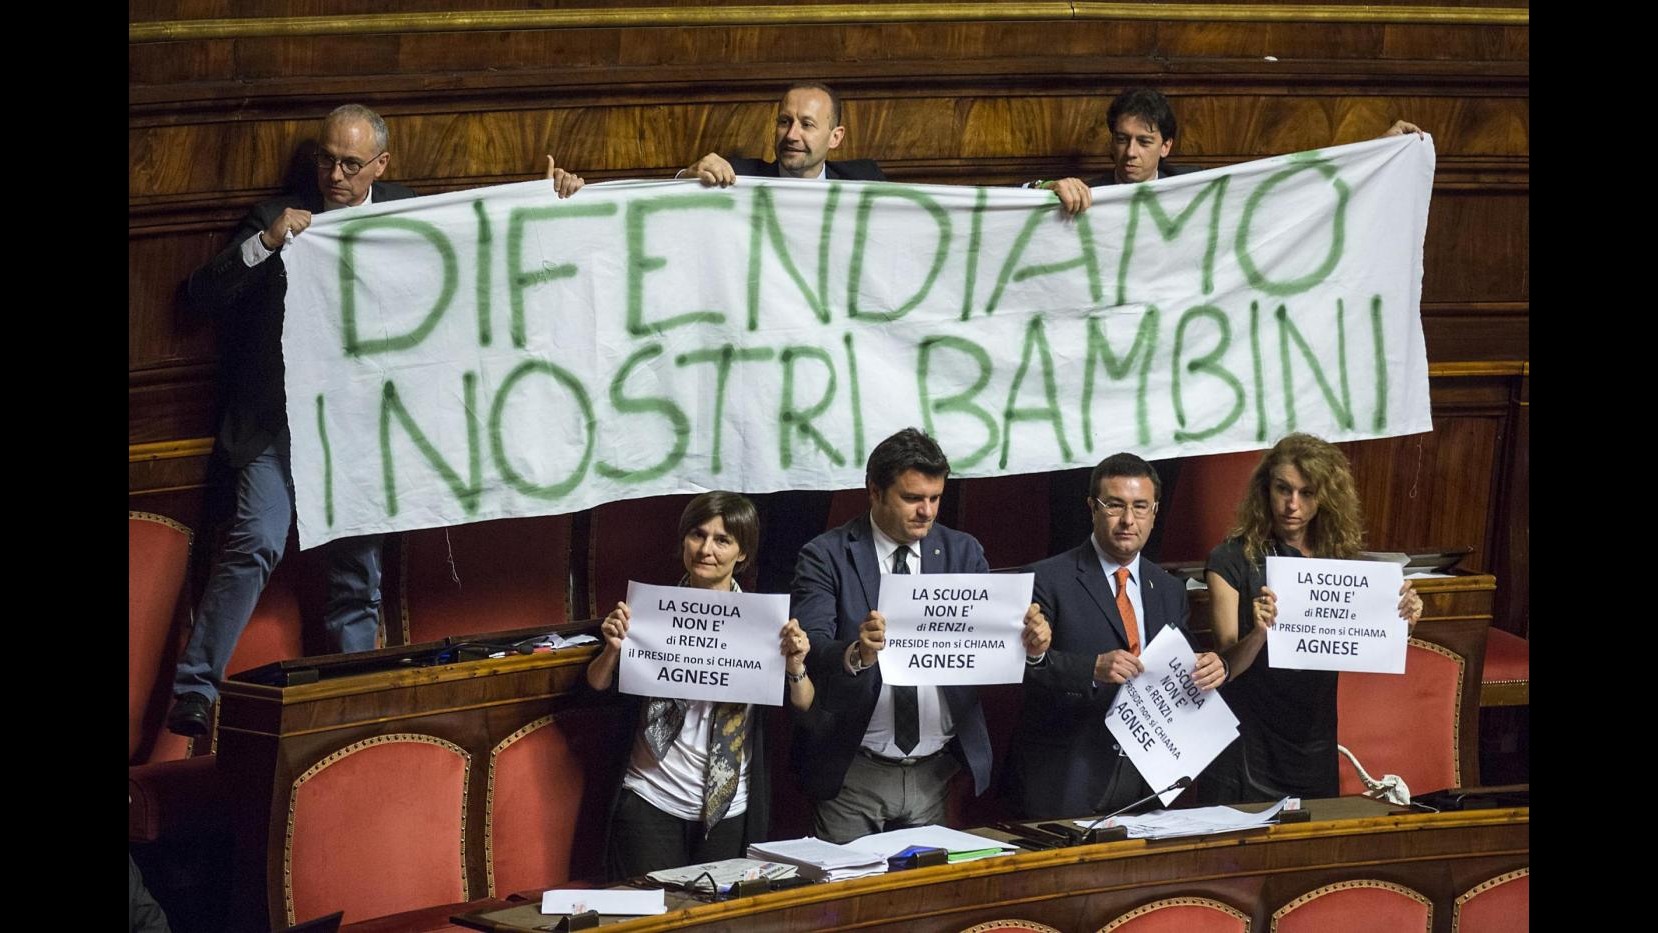 DIFENDIAMO
I NOSTRI BAMBINI
LA SCUOLA
NON E'
di RENZI e
il PRESIDE non si CHIAMA
AGNESE
LA SCUOLA
NON E'
di RENZI e
PRESIDE non si CHIAMA
AGNESE
LA SCUOLA
NON E'
di RENZI e
PRESIDE non si CHIAMA
AGNESE
LA SCUOLA
NON E'
di RENZI e
il PRESIDE non si CHIAMA
AGNESE